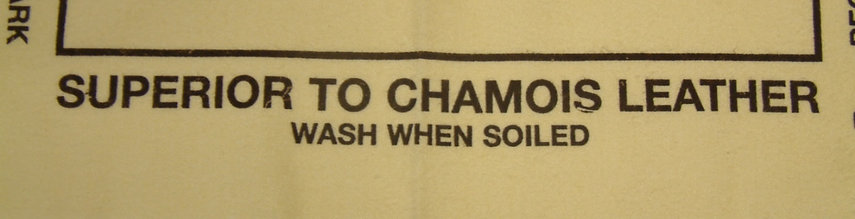 SUPERIOR TO CHAMOIS LEATHER
WASH WHEN SOILED